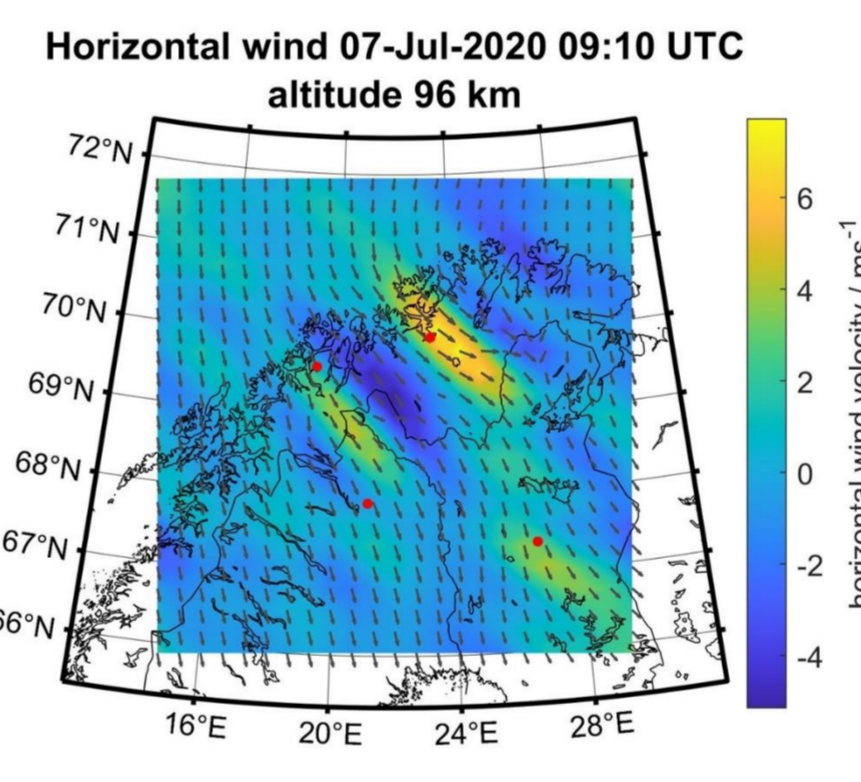 Horizontal wind 07-Jul-2020 09:10 UTC
altitude 96 km
72°N
71°N
70°N
69°N
68°N
67°N
66°N
16°E
20°E
24°E
28°E
6
4
2
0
-2
-4
horizontal wind velocity / ms⁻¹